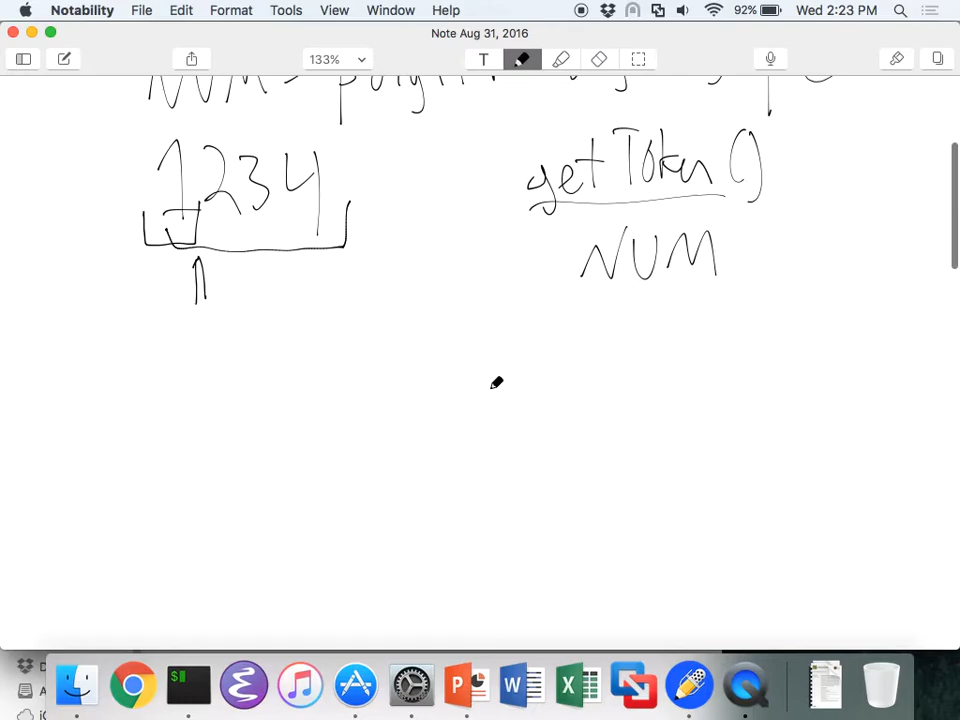 Notability File Edit Format Tools View Window Help 92% Wed 2:23 PM
Note Aug 31, 2016
133% T
NUM =
1234 getToken()
NUM
$
P W X